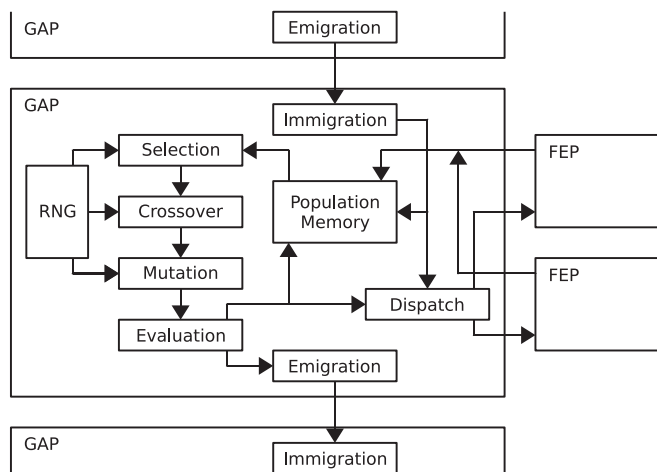 GAP
Emigration
GAP
Immigration
Selection
FEP
RNG
Crossover
Population
Memory
Mutation
FEP
Dispatch
Evaluation
Emigration
GAP
Immigration